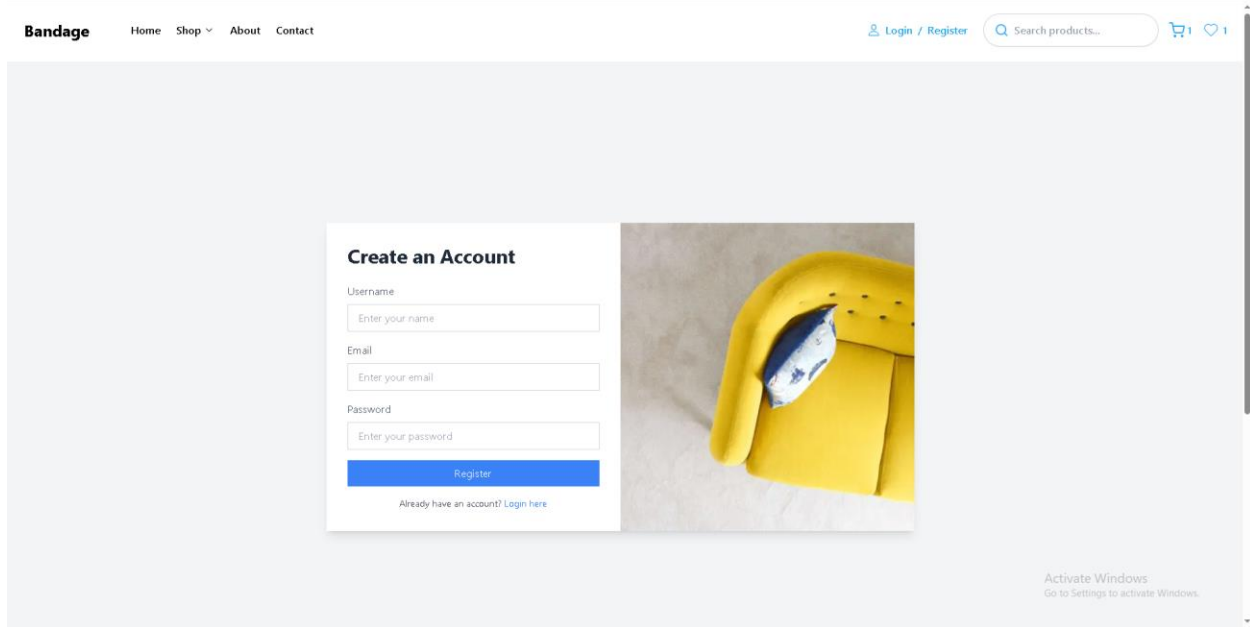 Bandage Home Shop About Contact Login / Register Search products... 1 1
Create an Account
Username
Enter your name
Email
Enter your email
Password
Enter your password
Register
Already have an account? Login here
Activate Windows
Go to Settings to activate Windows.